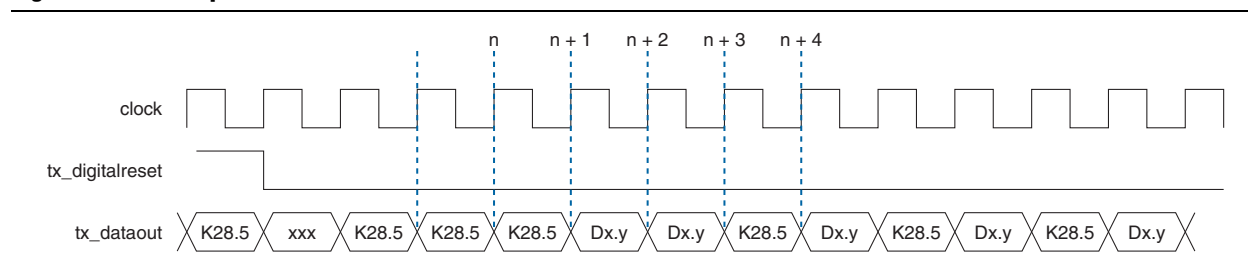 n n + 1 n + 2 n + 3 n + 4
clock
tx_digitalreset
tx_dataout K28.5 xxx K28.5 K28.5 K28.5 Dx.y Dx.y K28.5 Dx.y K28.5 Dx.y K28.5 Dx.y